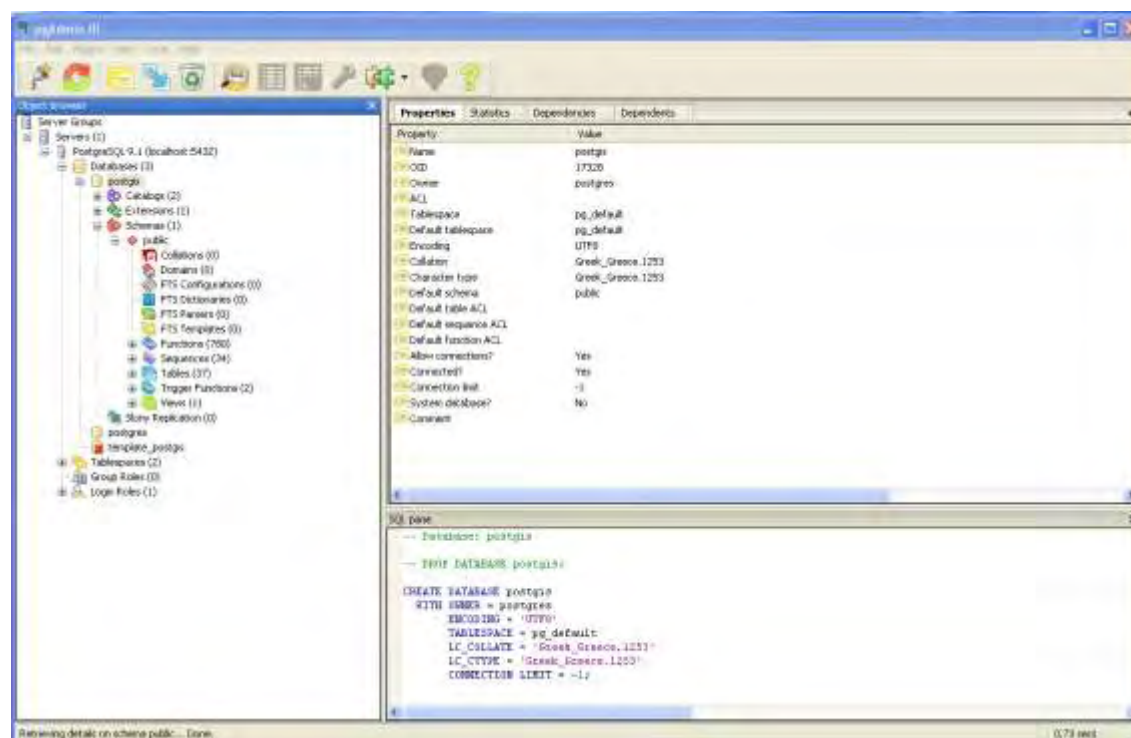 pgAdmin III
Object browser
Server Groups
Servers (1)
PostgreSQL 9.1 (localhost:5432)
Databases (3)
postgis
Catalogs (2)
Extensions (1)
Schemas (1)
public
Collations (0)
Domains (0)
FTS Configurations (0)
FTS Dictionaries (0)
FTS Parsers (0)
FTS Templates (0)
Functions (760)
Sequences (34)
Tables (37)
Trigger Functions (2)
Views (1)
Slony Replication (0)
postgres
template_postgis
Tablespaces (2)
Group Roles (0)
Login Roles (1)
Properties Statistics Dependencies Dependents
Property Value
Name postgis
OID 17328
Owner postgres
ACL
Tablespace pg_default
Default tablespace pg_default
Encoding UTF8
Collation Greek_Greece.1253
Character type Greek_Greece.1253
Default schema public
Default table ACL
Default sequence ACL
Default function ACL
Allow connections? Yes
Connected? Yes
Connection limit -1
System database? No
Comment
SQL pane
-- Database: postgis
-- DROP DATABASE postgis;
CREATE DATABASE postgis
WITH OWNER = postgres
ENCODING = 'UTF8'
TABLESPACE = pg_default
LC_COLLATE = 'Greek_Greece.1253'
LC_CTYPE = 'Greek_Greece.1253'
CONNECTION LIMIT = -1;
Retrieving details on schema public... Done. 0.73 secs